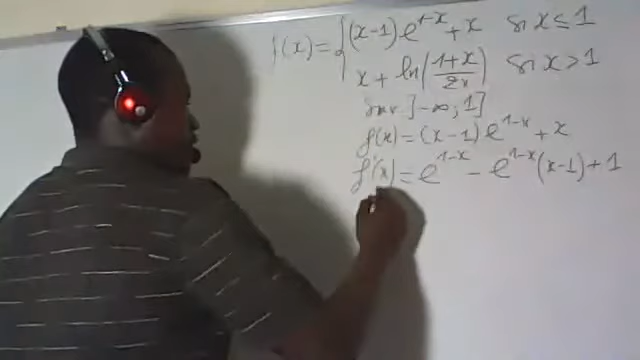 f(x) = { (x-1)e^{1-x} + x si x ≤ 1
x + ln((1+x)/(2x)) si x > 1
sur ]-∞; 1]
f(x) = (x-1)e^{1-x} + x
f'(x) = e^{1-x} - e^{1-x}(x-1) + 1